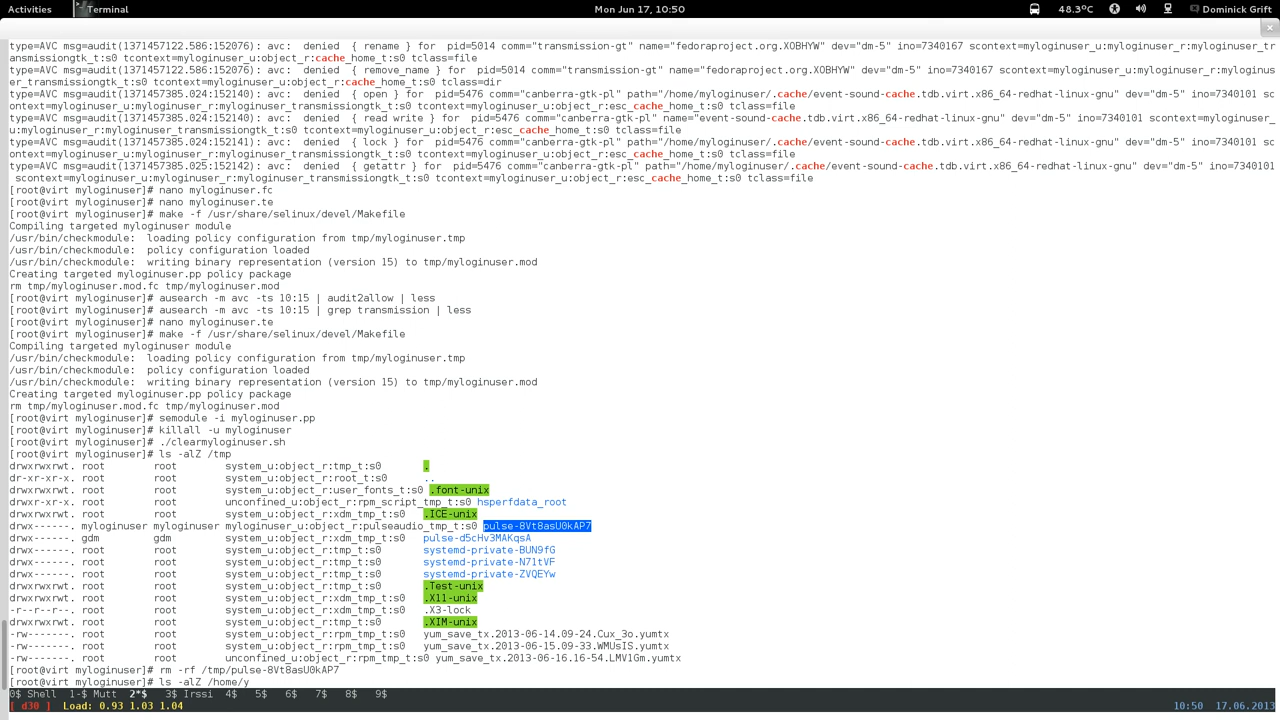 Activities Terminal Mon Jun 17, 10:50 48.3°C Dominick Grift
type=AVC msg=audit(1371457122.586:152076): avc:  denied  { rename } for  pid=5014 comm="transmission-gt" name="fedoraproject.org.XOBHYW" dev="dm-5" ino=7340167 scontext=myloginuser_u:myloginuser_r:myloginuser_tr
ansmissiongtk_t:s0 tcontext=myloginuser_u:object_r:cache_home_t:s0 tclass=file
type=AVC msg=audit(1371457122.586:152076): avc:  denied  { remove_name } for  pid=5014 comm="transmission-gt" name="fedoraproject.org.XOBHYW" dev="dm-5" ino=7340167 scontext=myloginuser_u:myloginuser_r:myloginus
er_transmissiongtk_t:s0 tcontext=myloginuser_u:object_r:cache_home_t:s0 tclass=dir
type=AVC msg=audit(1371457385.024:152140): avc:  denied  { open } for  pid=5476 comm="canberra-gtk-pl" path="/home/myloginuser/.cache/event-sound-cache.tdb.virt.x86_64-redhat-linux-gnu" dev="dm-5" ino=7340101 sc
ontext=myloginuser_u:myloginuser_r:myloginuser_transmissiongtk_t:s0 tcontext=myloginuser_u:object_r:esc_cache_home_t:s0 tclass=file
type=AVC msg=audit(1371457385.024:152140): avc:  denied  { read write } for  pid=5476 comm="canberra-gtk-pl" name="event-sound-cache.tdb.virt.x86_64-redhat-linux-gnu" dev="dm-5" ino=7340101 scontext=myloginuser_
u:myloginuser_r:myloginuser_transmissiongtk_t:s0 tcontext=myloginuser_u:object_r:esc_cache_home_t:s0 tclass=file
type=AVC msg=audit(1371457385.024:152141): avc:  denied  { lock } for  pid=5476 comm="canberra-gtk-pl" path="/home/myloginuser/.cache/event-sound-cache.tdb.virt.x86_64-redhat-linux-gnu" dev="dm-5" ino=7340101 sc
ontext=myloginuser_u:myloginuser_r:myloginuser_transmissiongtk_t:s0 tcontext=myloginuser_u:object_r:esc_cache_home_t:s0 tclass=file
type=AVC msg=audit(1371457385.025:152142): avc:  denied  { getattr } for  pid=5476 comm="canberra-gtk-pl" path="/home/myloginuser/.cache/event-sound-cache.tdb.virt.x86_64-redhat-linux-gnu" dev="dm-5" ino=7340101
 scontext=myloginuser_u:myloginuser_r:myloginuser_transmissiongtk_t:s0 tcontext=myloginuser_u:object_r:esc_cache_home_t:s0 tclass=file
[root@virt myloginuser]# nano myloginuser.fc
[root@virt myloginuser]# nano myloginuser.te
[root@virt myloginuser]# make -f /usr/share/selinux/devel/Makefile
Compiling targeted myloginuser module
/usr/bin/checkmodule:  loading policy configuration from tmp/myloginuser.tmp
/usr/bin/checkmodule:  policy configuration loaded
/usr/bin/checkmodule:  writing binary representation (version 15) to tmp/myloginuser.mod
Creating targeted myloginuser.pp policy package
rm tmp/myloginuser.mod.fc tmp/myloginuser.mod
[root@virt myloginuser]# ausearch -m avc -ts 10:15 | audit2allow | less
[root@virt myloginuser]# ausearch -m avc -ts 10:15 | grep transmission | less
[root@virt myloginuser]# nano myloginuser.te
[root@virt myloginuser]# make -f /usr/share/selinux/devel/Makefile
Compiling targeted myloginuser module
/usr/bin/checkmodule:  loading policy configuration from tmp/myloginuser.tmp
/usr/bin/checkmodule:  policy configuration loaded
/usr/bin/checkmodule:  writing binary representation (version 15) to tmp/myloginuser.mod
Creating targeted myloginuser.pp policy package
rm tmp/myloginuser.mod.fc tmp/myloginuser.mod
[root@virt myloginuser]# semodule -i myloginuser.pp
[root@virt myloginuser]# killall -u myloginuser
[root@virt myloginuser]# ./clearmyloginuser.sh
[root@virt myloginuser]# ls -alZ /tmp
drwxrwxrwt. root        root        system_u:object_r:tmp_t:s0       .
dr-xr-xr-x. root        root        system_u:object_r:root_t:s0      ..
drwxrwxrwt. root        root        system_u:object_r:user_fonts_t:s0 .font-unix
drwxr-xr-x. root        root        unconfined_u:object_r:rpm_script_tmp_t:s0 hsperfdata_root
drwxrwxrwt. root        root        system_u:object_r:xdm_tmp_t:s0   .ICE-unix
drwx------. myloginuser myloginuser myloginuser_u:object_r:pulseaudio_tmp_t:s0 pulse-8Vt8asU0kAP7
drwx------. gdm         gdm         system_u:object_r:xdm_tmp_t:s0   pulse-d5cHv3MAKqsA
drwx------. root        root        system_u:object_r:tmp_t:s0       systemd-private-BUN9fG
drwx------. root        root        system_u:object_r:tmp_t:s0       systemd-private-N71tVF
drwx------. root        root        system_u:object_r:tmp_t:s0       systemd-private-ZVQEYw
drwxrwxrwt. root        root        system_u:object_r:tmp_t:s0       .Test-unix
drwxrwxrwt. root        root        system_u:object_r:xdm_tmp_t:s0   .X11-unix
-r--r--r--. root        root        system_u:object_r:xdm_tmp_t:s0   .X3-lock
drwxrwxrwt. root        root        system_u:object_r:tmp_t:s0       .XIM-unix
-rw-------. root        root        system_u:object_r:rpm_tmp_t:s0   yum_save_tx.2013-06-14.09-24.Cux_3o.yumtx
-rw-------. root        root        system_u:object_r:rpm_tmp_t:s0   yum_save_tx.2013-06-15.09-33.WMUsIS.yumtx
-rw-------. root        root        unconfined_u:object_r:rpm_tmp_t:s0 yum_save_tx.2013-06-16.16-54.LMV1Gm.yumtx
[root@virt myloginuser]# rm -rf /tmp/pulse-8Vt8asU0kAP7
[root@virt myloginuser]# ls -alZ /home/y
0$ Shell  1-$ Mutt  2*$   3$ Irssi  4$   5$   6$   7$   8$   9$
[ d30 ]  Load: 0.93 1.03 1.04 10:50  17.06.2013